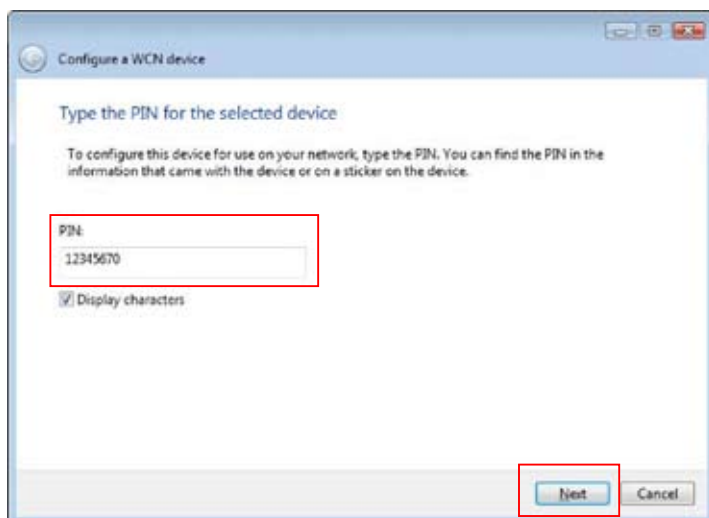 Configure a WCN device
Type the PIN for the selected device
To configure this device for use on your network, type the PIN. You can find the PIN in the
information that came with the device or on a sticker on the device.
PIN:
12345670
Display characters
Next
Cancel